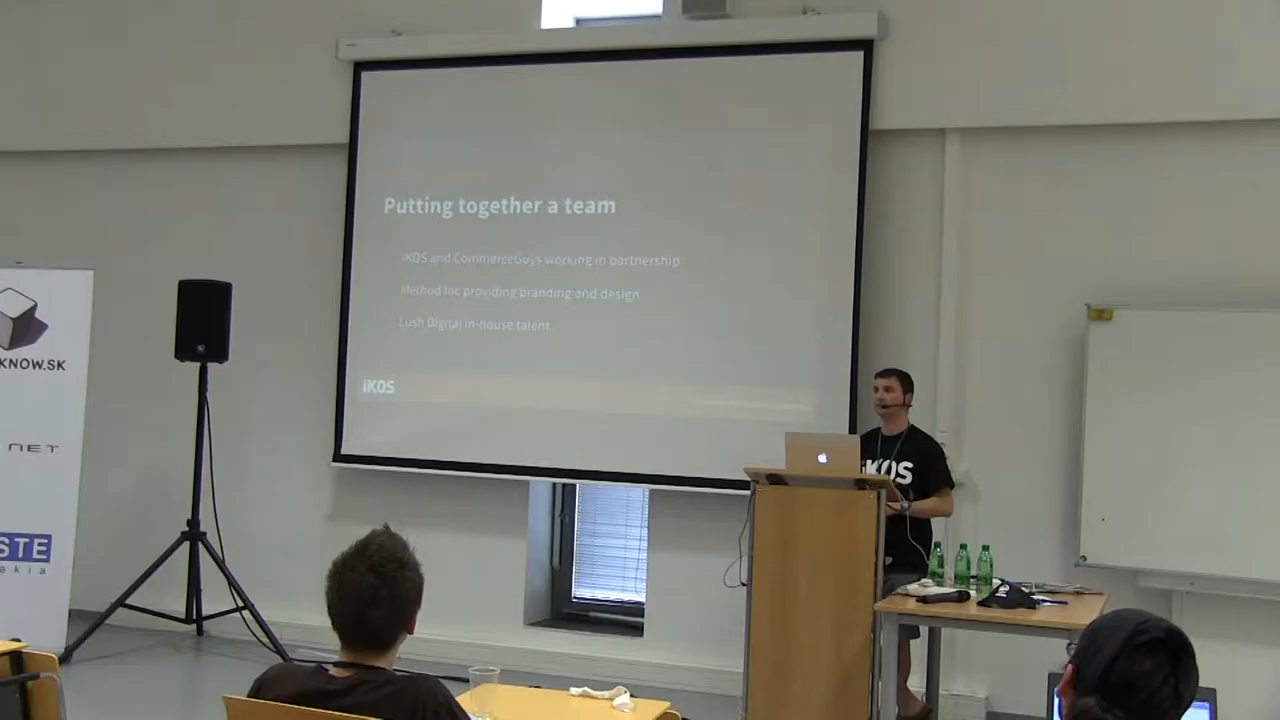 Putting together a team
iKOS and CommerceGuys working in partnership
Method Inc providing branding and design
Lush Digital in-house talent
iKOS
iKOS
KNOW.SK
NET
STE
akia